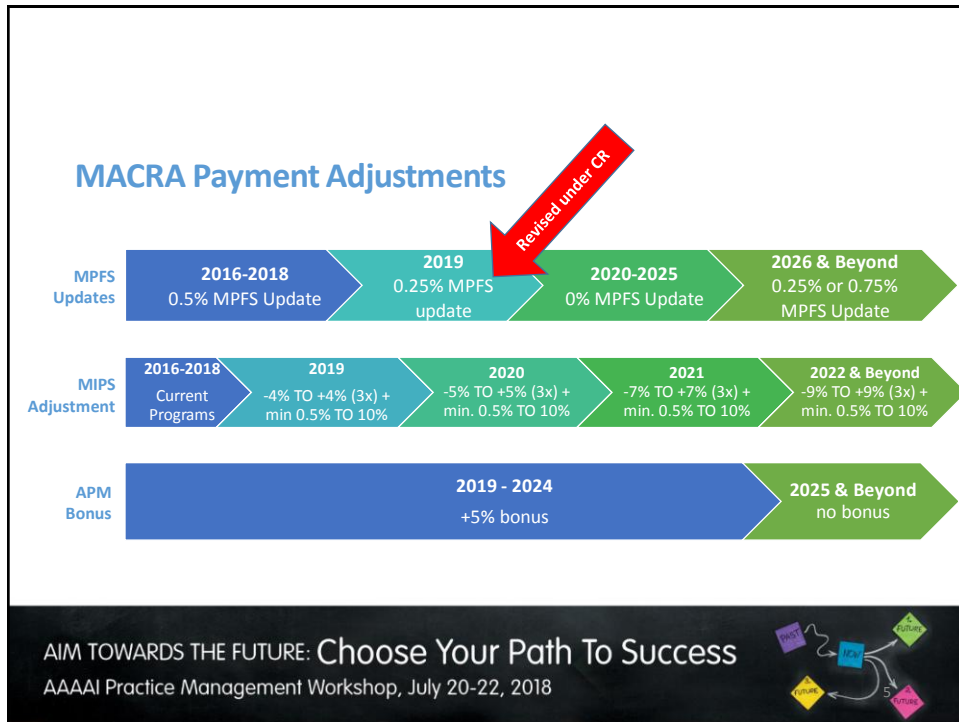 MACRA Payment Adjustments
Revised under CR
MPFS
Updates
2016-2018
0.5% MPFS Update
2019
0.25% MPFS
update
2020-2025
0% MPFS Update
2026 & Beyond
0.25% or 0.75%
MPFS Update
MIPS
Adjustment
2016-2018
Current
Programs
2019
-4% TO +4% (3x) +
min 0.5% TO 10%
2020
-5% TO +5% (3x) +
min. 0.5% TO 10%
2021
-7% TO +7% (3x) +
min. 0.5% TO 10%
2022 & Beyond
-9% TO +9% (3x) +
min. 0.5% TO 10%
APM
Bonus
2019 - 2024
+5% bonus
2025 & Beyond
no bonus
AIM TOWARDS THE FUTURE: Choose Your Path To Success
AAAAI Practice Management Workshop, July 20-22, 2018
PAST
NOW
FUTURE
FUTURE
FUTURE
5